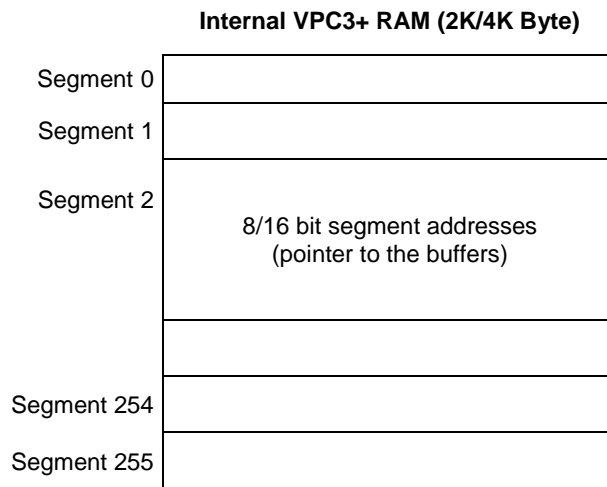 Internal VPC3+ RAM (2K/4K Byte)
Segment 0
Segment 1
Segment 2
8/16 bit segment addresses
(pointer to the buffers)
Segment 254
Segment 255